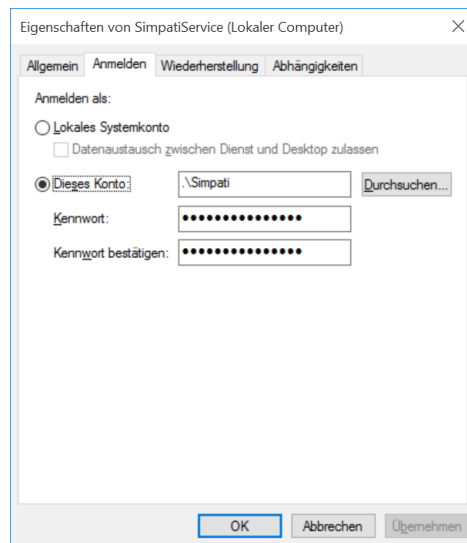 Eigenschaften von SimpatiService (Lokaler Computer)
Allgemein Anmelden Wiederherstellung Abhängigkeiten
Anmelden als:
Lokales Systemkonto
Datenaustausch zwischen Dienst und Desktop zulassen
Dieses Konto: .\Simpati Durchsuchen...
Kennwort: •••••••••••••••
Kennwort bestätigen: •••••••••••••••
OK Abbrechen Übernehmen